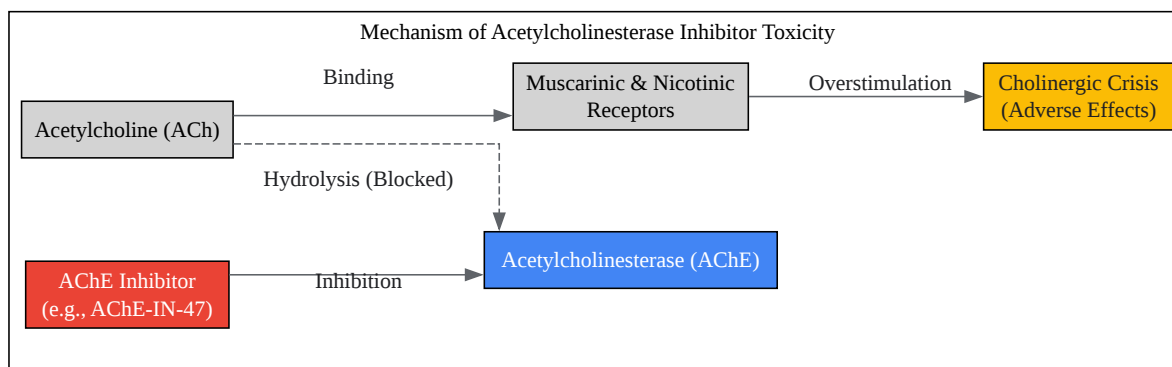 Mechanism of Acetylcholinesterase Inhibitor Toxicity
Binding
Muscarinic & Nicotinic
Receptors
Overstimulation
Cholinergic Crisis
(Adverse Effects)
Acetylcholine (ACh)
Hydrolysis (Blocked)
Acetylcholinesterase (AChE)
AChE Inhibitor
(e.g., AChE-IN-47)
Inhibition